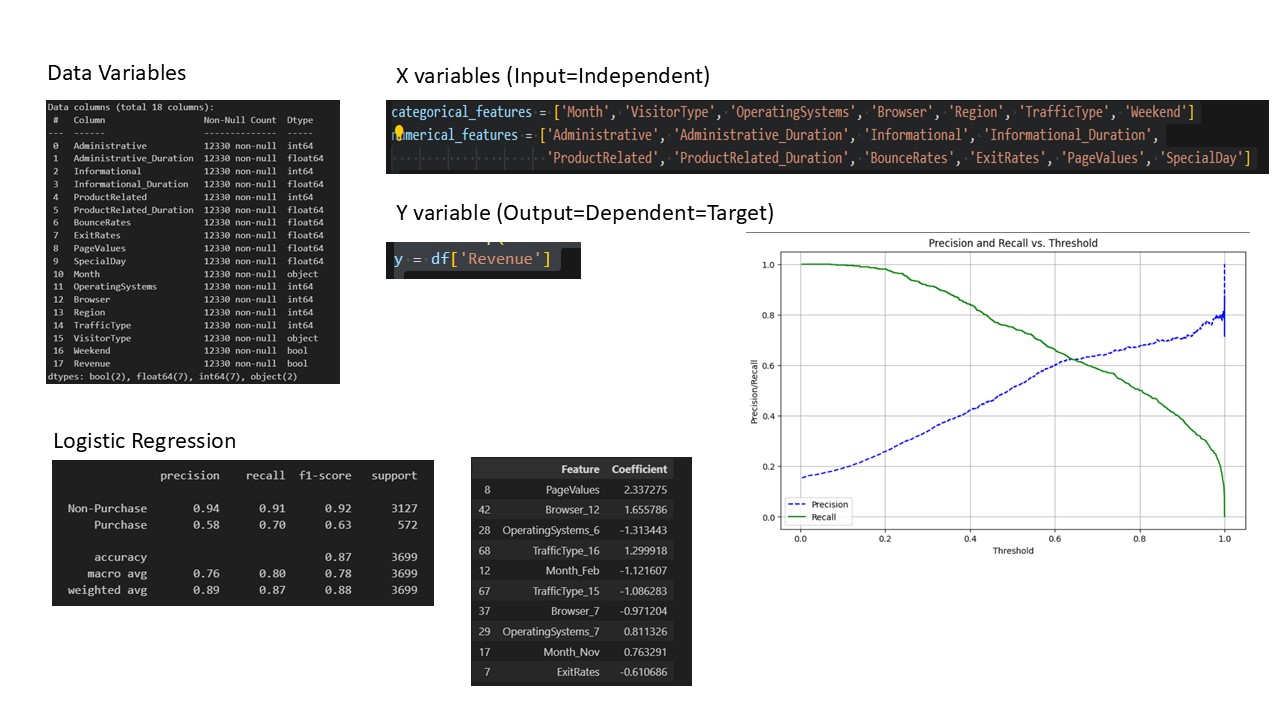 Data Variables
Data columns (total 18 columns):
# Column Non-Null Count Dtype
--- ------ -------------- -----
0 Administrative 12330 non-null int64
1 Administrative_Duration 12330 non-null float64
2 Informational 12330 non-null int64
3 Informational_Duration 12330 non-null float64
4 ProductRelated 12330 non-null int64
5 ProductRelated_Duration 12330 non-null float64
6 BounceRates 12330 non-null float64
7 ExitRates 12330 non-null float64
8 PageValues 12330 non-null float64
9 SpecialDay 12330 non-null float64
10 Month 12330 non-null object
11 OperatingSystems 12330 non-null int64
12 Browser 12330 non-null int64
13 Region 12330 non-null int64
14 TrafficType 12330 non-null int64
15 VisitorType 12330 non-null object
16 Weekend 12330 non-null bool
17 Revenue 12330 non-null bool
dtypes: bool(2), float64(7), int64(7), object(2)
X variables (Input=Independent)
categorical_features = ['Month', 'VisitorType', 'OperatingSystems', 'Browser', 'Region', 'TrafficType', 'Weekend']
numerical_features = ['Administrative', 'Administrative_Duration', 'Informational', 'Informational_Duration',
'ProductRelated', 'ProductRelated_Duration', 'BounceRates', 'ExitRates', 'PageValues', 'SpecialDay']
Y variable (Output=Dependent=Target)
y = df['Revenue']
Precision and Recall vs. Threshold
Precision/Recall
1.0
0.8
0.6
0.4
0.2
0.0
Precision
Recall
0.0 0.2 0.4 0.6 0.8 1.0
Threshold
Logistic Regression
precision recall f1-score support
Non-Purchase 0.94 0.91 0.92 3127
Purchase 0.58 0.70 0.63 572
accuracy 0.87 3699
macro avg 0.76 0.80 0.78 3699
weighted avg 0.89 0.87 0.88 3699
Feature Coefficient
8 PageValues 2.337275
42 Browser_12 1.655786
28 OperatingSystems_6 -1.313443
68 TrafficType_16 1.299918
12 Month_Feb -1.121607
67 TrafficType_15 -1.086283
37 Browser_7 -0.971204
29 OperatingSystems_7 0.811326
17 Month_Nov 0.763291
7 ExitRates -0.610686